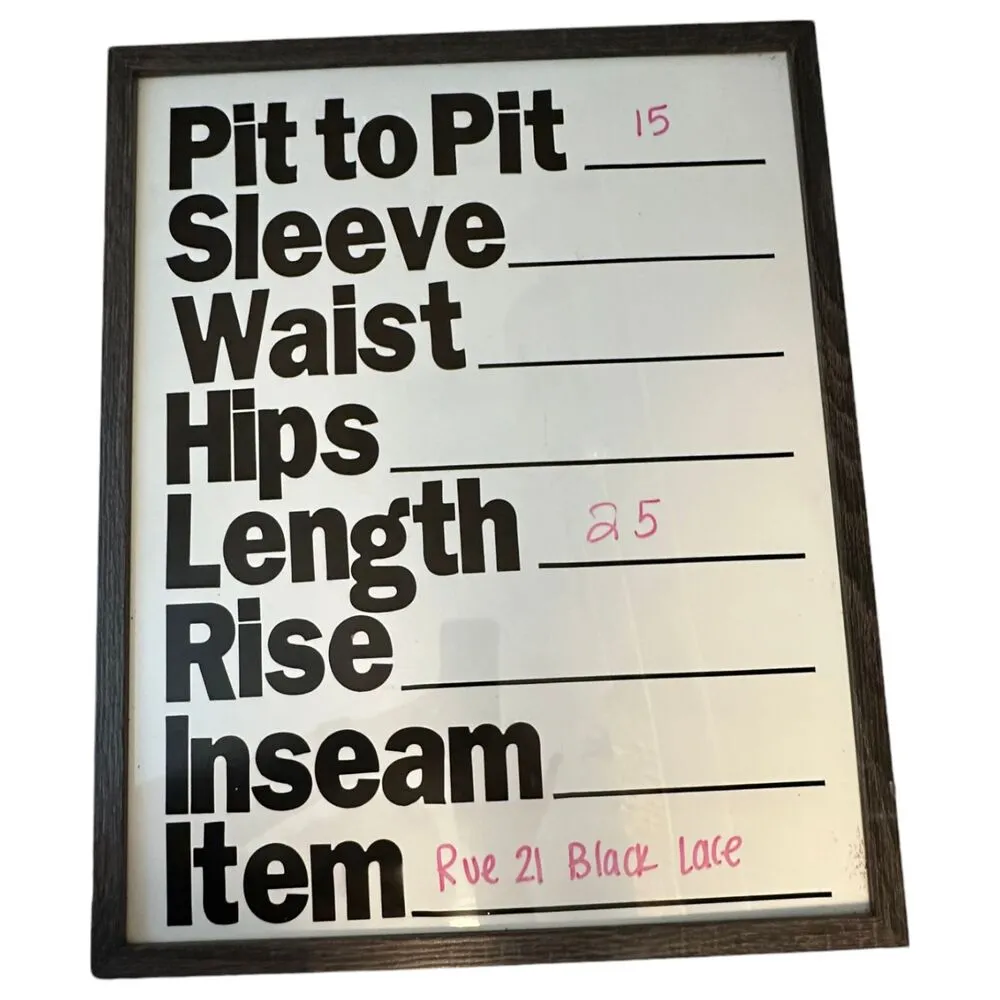 Pit to Pit 15
Sleeve
Waist
Hips
Length 25
Rise
Inseam
Item Rue 21 Black Lace